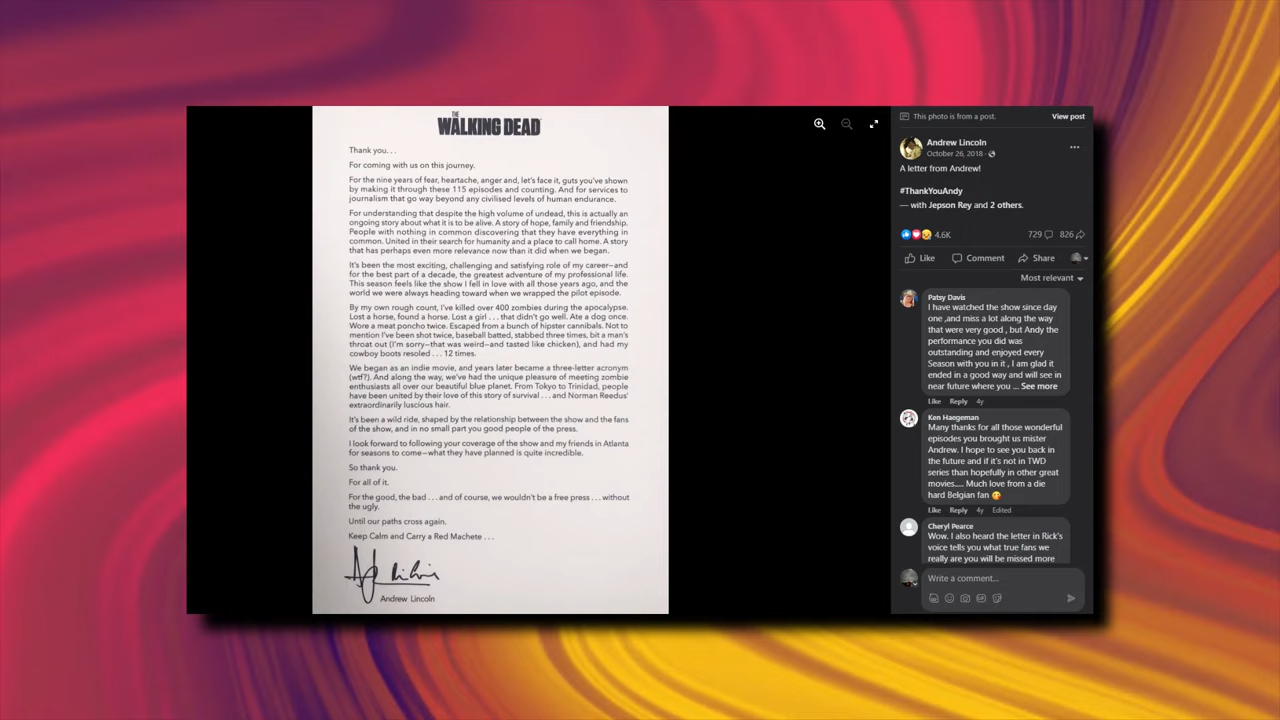 THE
WALKING DEAD
Thank you. . .
For coming with us on this journey.
For the nine years of fear, heartache, anger and, let's face it, guts you've shown
by making it through these 115 episodes and counting. And for services to
journalism that go way beyond any civilised levels of human endurance.
For understanding that despite the high volume of undead, this is actually an
ongoing story about what it is to be alive. A story of hope, family and friendship.
People with nothing in common discovering that they have everything in
common. United in their search for humanity and a place to call home. A story
that has perhaps even more relevance now than it did when we began.
It's been the most exciting, challenging and satisfying role of my career—and
for the best part of a decade, the greatest adventure of my professional life.
This season feels like the show I fell in love with all those years ago, and the
world we were always heading toward when we wrapped the pilot episode.
By my own rough count, I've killed over 400 zombies during the apocalypse.
Lost a horse, found a horse. Lost a girl . . . that didn't go well. Ate a dog once.
Wore a meat poncho twice. Escaped from a bunch of hipster cannibals. Not to
mention I've been shot twice, baseball batted, stabbed three times, bit a man's
throat out (I'm sorry—that was weird—and tasted like chicken), and had my
cowboy boots resoled . . . 12 times.
We began as an indie movie, and years later became a three-letter acronym
(wtf?). And along the way, we've had the unique pleasure of meeting zombie
enthusiasts all over our beautiful blue planet. From Tokyo to Trinidad, people
have been united by their love of this story of survival . . . and Norman Reedus'
extraordinarily luscious hair.
It's been a wild ride, shaped by the relationship between the show and the fans
of the show, and in no small part you good people of the press.
I look forward to following your coverage of the show and my friends in Atlanta
for seasons to come—what they have planned is quite incredible.
So thank you.
For all of it.
For the good, the bad . . . and of course, we wouldn't be a free press . . . without
the ugly.
Until our paths cross again.
Keep Calm and Carry a Red Machete . . .
Andrew Lincoln
This photo is from a post.
View post
Andrew Lincoln
October 26, 2018 ·
A letter from Andrew!
#ThankYouAndy
— with Jepson Rey and 2 others.
4.6K
729
826
Like
Comment
Share
Most relevant
Patsy Davis
I have watched the show since day
one ,and miss a lot along the way
that were very good , but Andy the
performance you did was
outstanding and enjoyed every
Season with you in it , I am glad it
ended in a good way and will see in
near future where you ... See more
Like Reply 4y
Ken Haegeman
Many thanks for all those wonderful
episodes you brought us mister
Andrew. I hope to see you back in
the future and if it's not in TWD
series than hopefully in other great
movies..... Much love from a die
hard Belgian fan 🥰
Like Reply 4y Edited
Cheryl Pearce
Wow. I also heard the letter in Rick's
voice tells you what true fans we
really are you will be missed more
Write a comment...
GIF